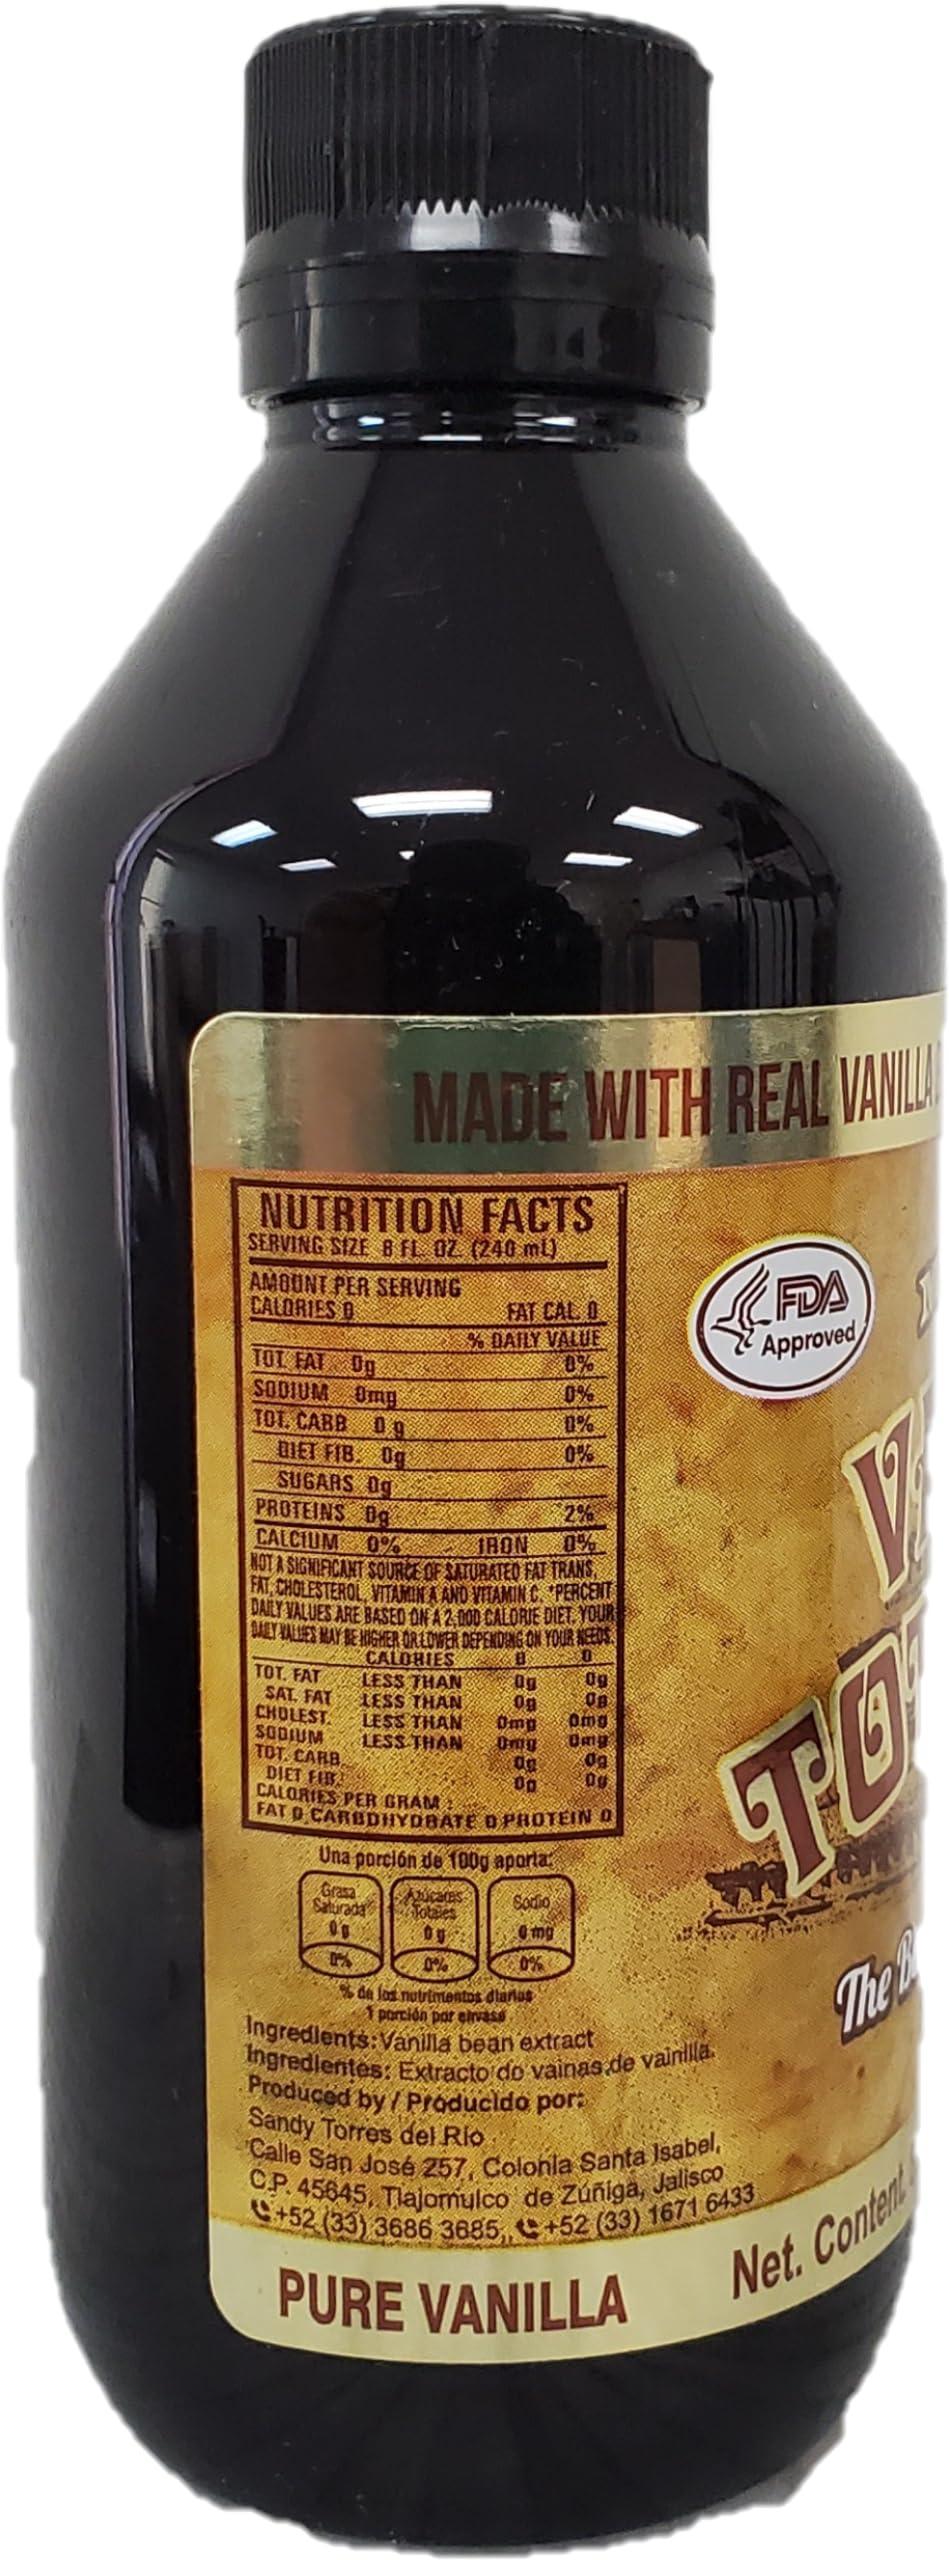 MADE WITH REAL VANILLA
NUTRITION FACTS
SERVING SIZE 8 FL. OZ. (240 mL)
AMOUNT PER SERVING
CALORIES 0 FAT CAL. 0
% DAILY VALUE
TOT. FAT 0g 0%
SODIUM 0mg 0%
TOT. CARB 0 g 0%
DIET FIB. 0g 0%
SUGARS 0g
PROTEINS 0g 2%
CALCIUM 0% IRON 0%
NOT A SIGNIFICANT SOURCE OF SATURATED FAT TRANS,
FAT, CHOLESTEROL, VITAMIN A AND VITAMIN C. *PERCENT
DAILY VALUES ARE BASED ON A 2,000 CALORIE DIET. YOUR
DAILY VALUES MAY BE HIGHER OR LOWER DEPENDING ON YOUR NEEDS.
CALORIES 0 0
TOT. FAT LESS THAN 0g 0g
SAT. FAT LESS THAN 0g 0g
CHOLEST. LESS THAN 0mg 0mg
SODIUM LESS THAN 0mg 0mg
TOT. CARB. 0g 0g
DIET FIB. 0g 0g
CALORIES PER GRAM :
FAT 0 CARBOHYDRATE 0 PROTEIN 0
Una porción de 100g aporta:
Grasa Saturada 0 g 0%
Azúcares Totales 0 g 0%
Sodio 0 mg 0%
% de los nutrimentos diarios
1 porción por envase
Ingredients: Vanilla bean extract
Ingredientes: Extracto de vainas de vainilla.
Produced by / Producido por:
Sandy Torres del Río
Calle San José 257, Colonia Santa Isabel,
C.P. 45645, Tlajomulco de Zúñiga, Jalisco
+52 (33) 3686 3685, +52 (33) 1671 6433
PURE VANILLA
FDA
Approved
The
Net. Content